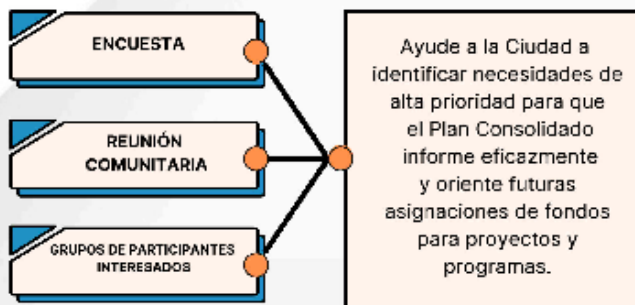 ENCUESTA
REUNIÓN
COMUNITARIA
GRUPOS DE PARTICIPANTES
INTERESADOS
Ayude a la Ciudad a
identificar necesidades de
alta prioridad para que
el Plan Consolidado
informe eficazmente
y oriente futuras
asignaciones de fondos
para proyectos y
programas.